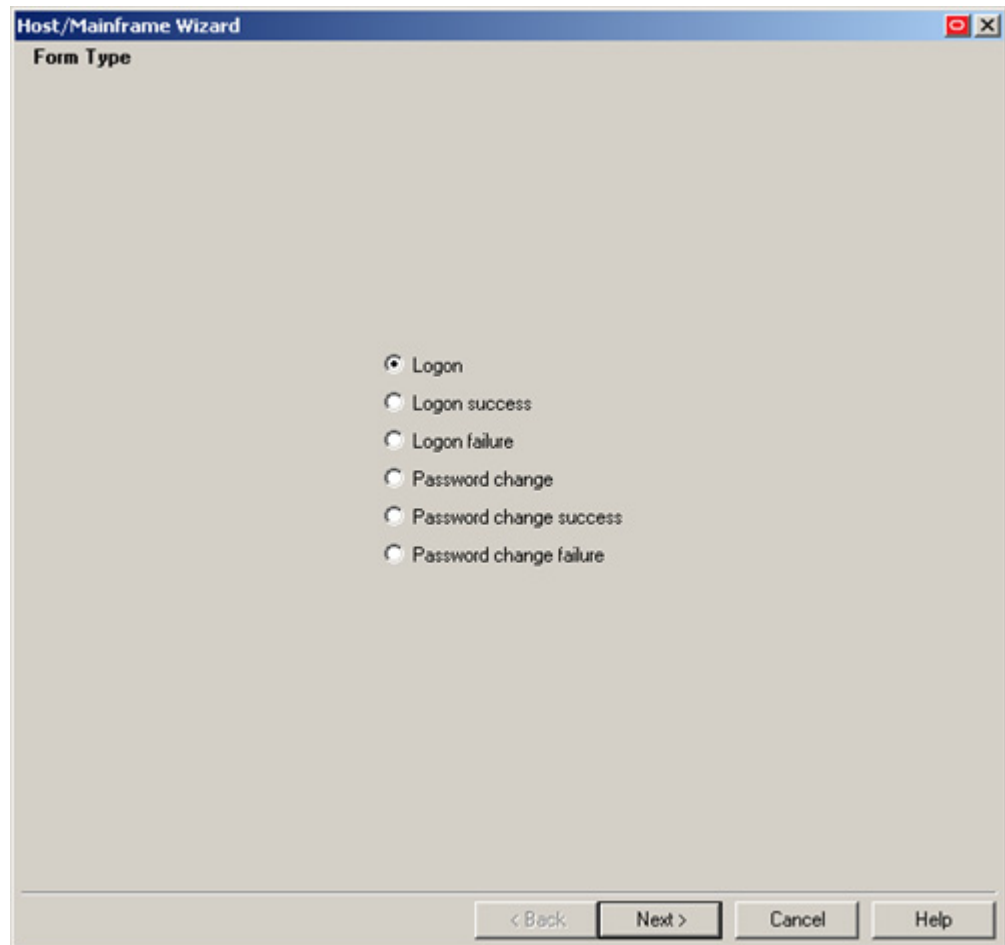 Host/Mainframe Wizard
Form Type
Logon
Logon success
Logon failure
Password change
Password change success
Password change failure
< Back Next > Cancel Help